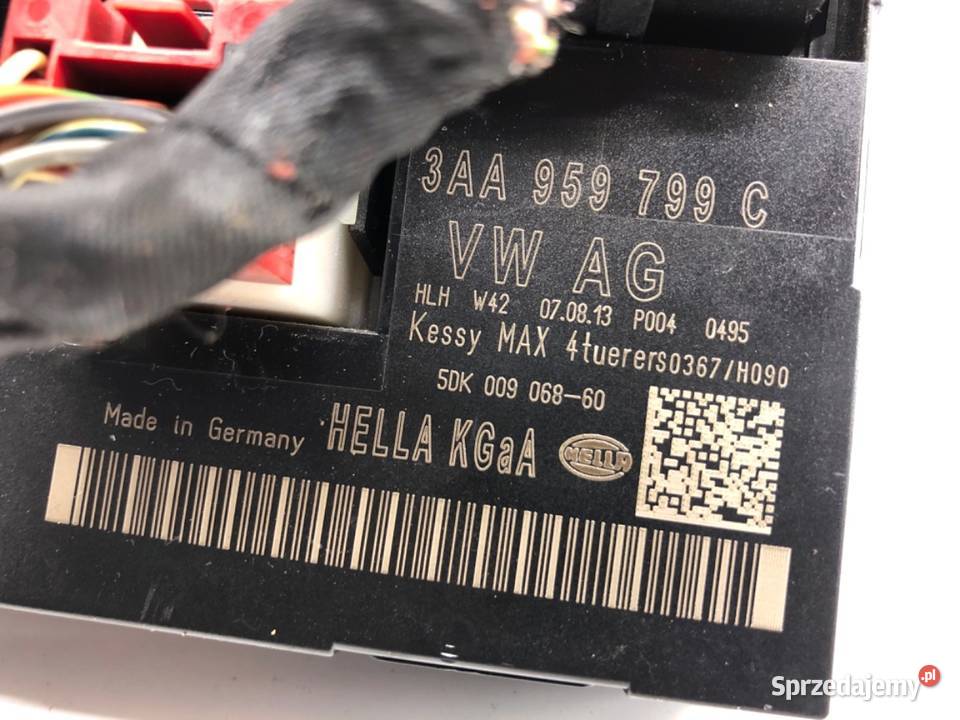 3AA 959 799 C
VW AG
HLH W42 07.08.13 P004 0495
Kessy MAX 4tuerers0367/H090
5DK 009 068-60
Made in Germany HELLA KGaA HELLA
Sprzedajemy.pl